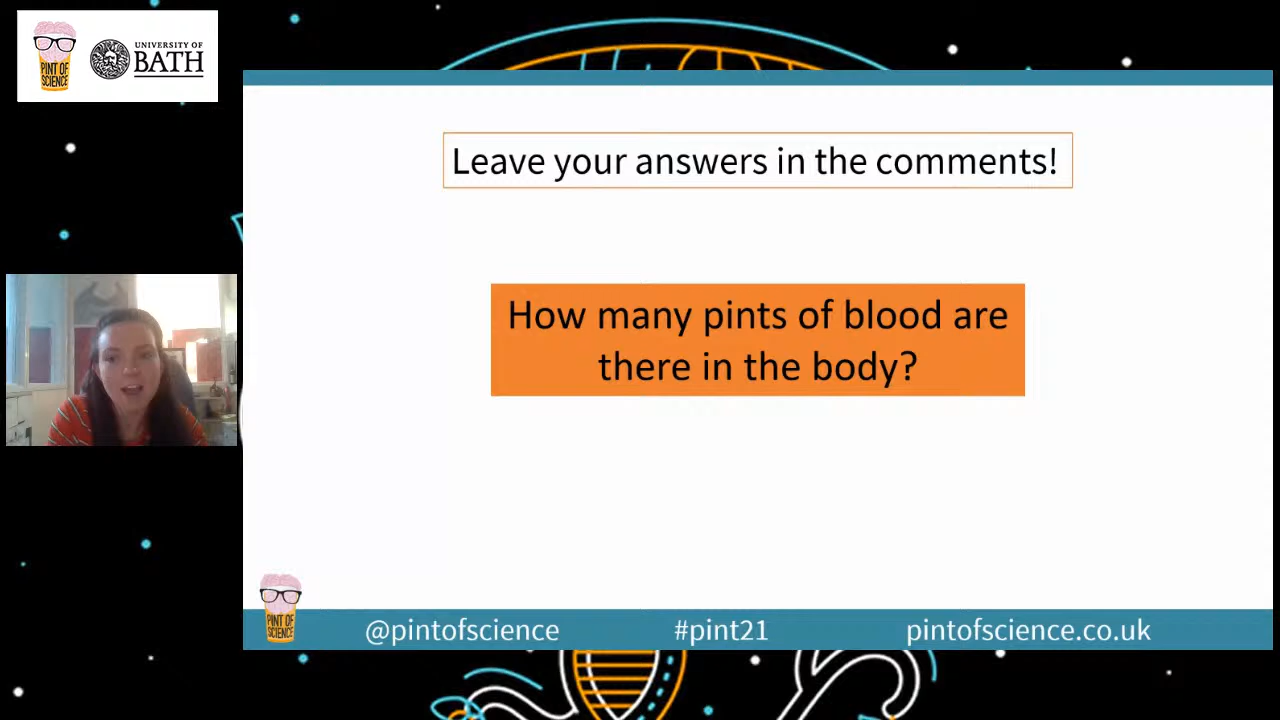 PINT OF
SCIENCE
UNIVERSITY OF
BATH
Leave your answers in the comments!
How many pints of blood are
there in the body?
PINT OF
SCIENCE
@pintofscience
#pint21
pintofscience.co.uk